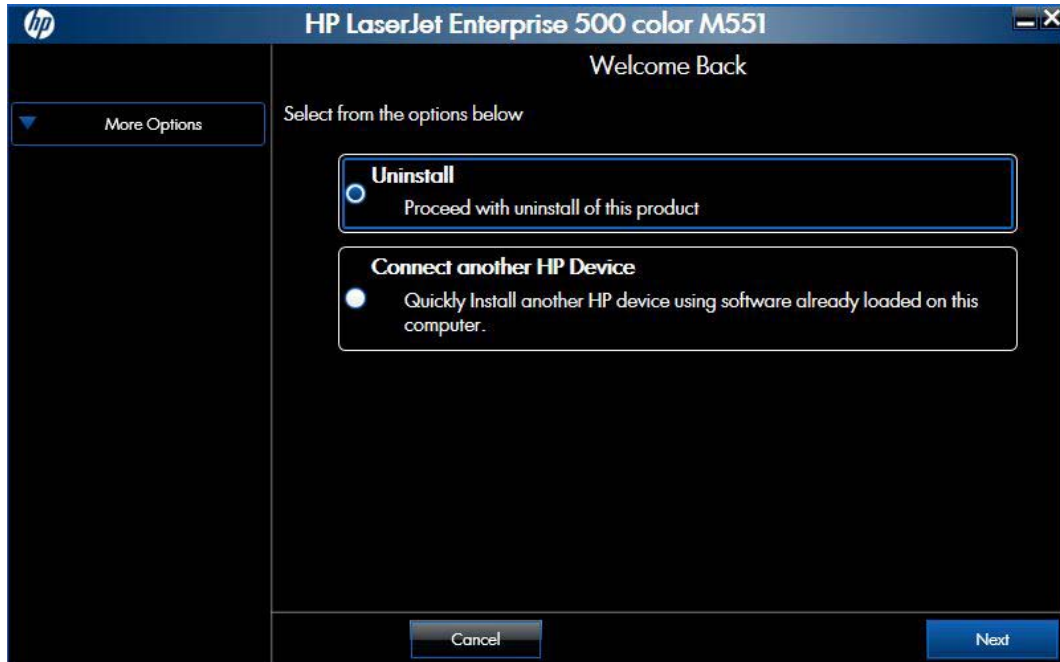 hp
HP LaserJet Enterprise 500 color M551
Welcome Back
More Options
Select from the options below
Uninstall
Proceed with uninstall of this product
Connect another HP Device
Quickly Install another HP device using software already loaded on this
computer.
Cancel
Next